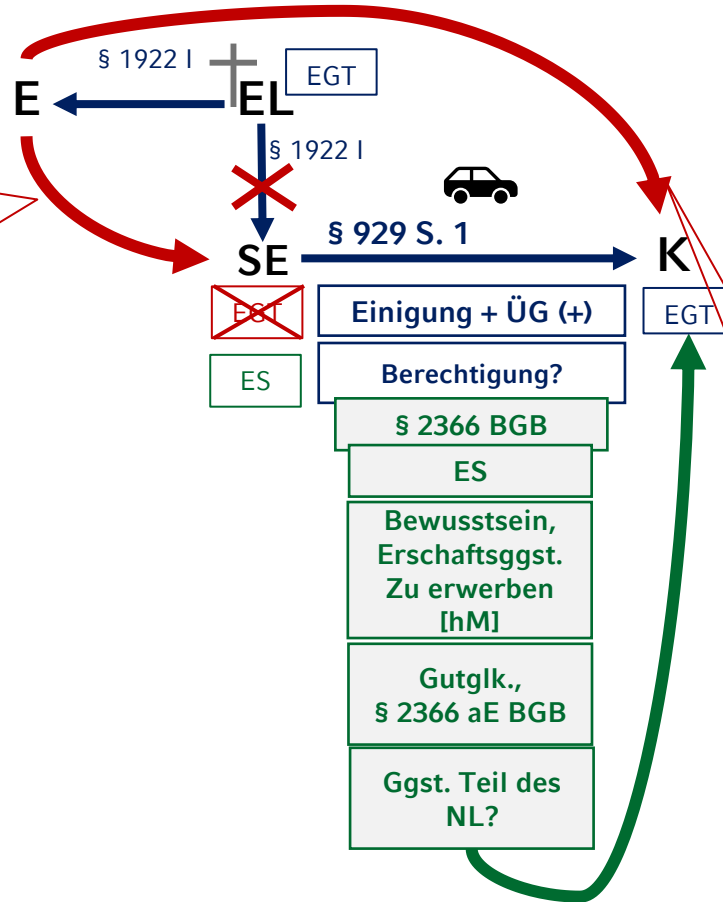 § 1922 I
EGT
E
EL
§ 1922 I
§ 929 S. 1
SE
K
EGT
Einigung + ÜG (+)
EGT
ES
Berechtigung?
§ 2366 BGB
ES
Bewusstsein,
Erschaftsggst.
Zu erwerben
[hM]
Gutglk.,
§ 2366 aE BGB
Ggst. Teil des
NL?